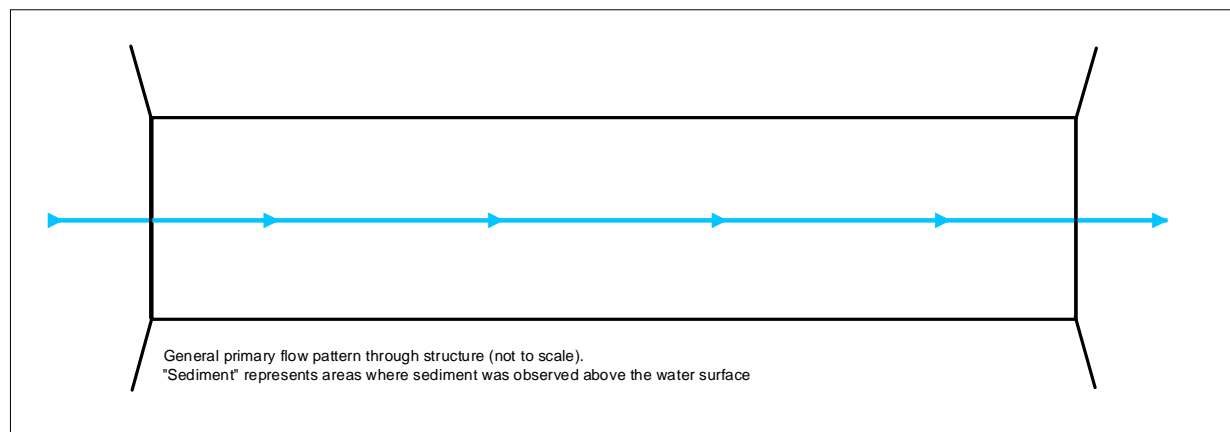 General primary flow pattern through structure (not to scale).
"Sediment" represents areas where sediment was observed above the water surface